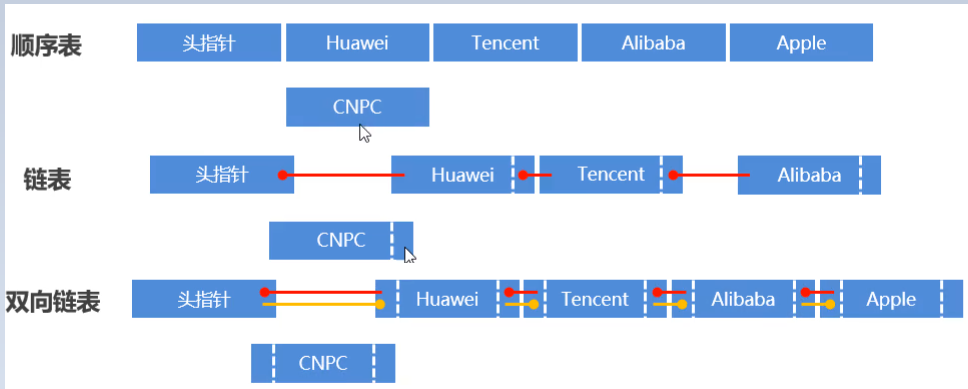 顺序表 头指针 Huawei Tencent Alibaba Apple
CNPC
链表 头指针 Huawei Tencent Alibaba
CNPC
双向链表 头指针 Huawei Tencent Alibaba Apple
CNPC